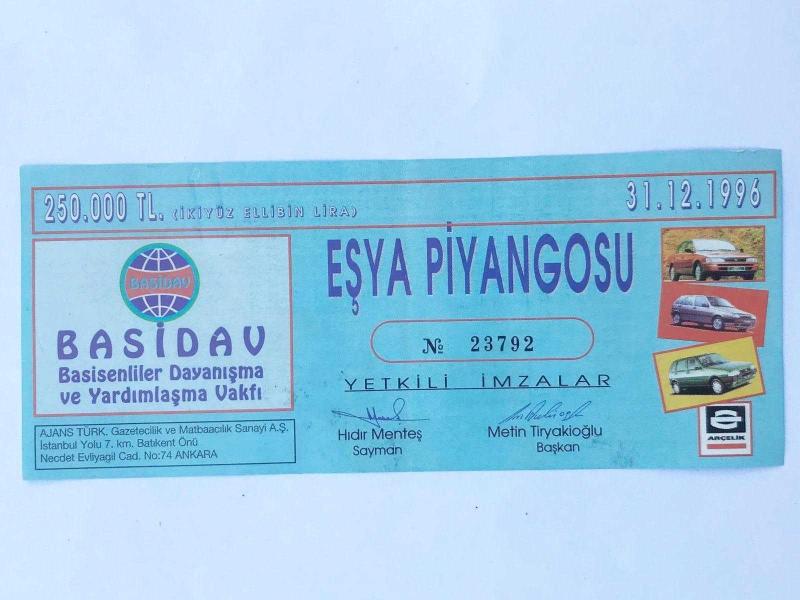 250.000 TL. (İKİYÜZ ELLİBİN LİRA)
31.12.1996
BASİDAV
BASİDAV
Basisenliler Dayanışma
ve Yardımlaşma Vakfı
AJANS TÜRK. Gazetecilik ve Matbaacılık Sanayi A.Ş.
İstanbul Yolu 7. km. Batıkent Önü
Necdet Evliyagil Cad. No:74 ANKARA
EŞYA PİYANGOSU
№ 23792
YETKİLİ İMZALAR
Hıdır Menteş
Sayman
Metin Tiryakioğlu
Başkan
ARÇELİK